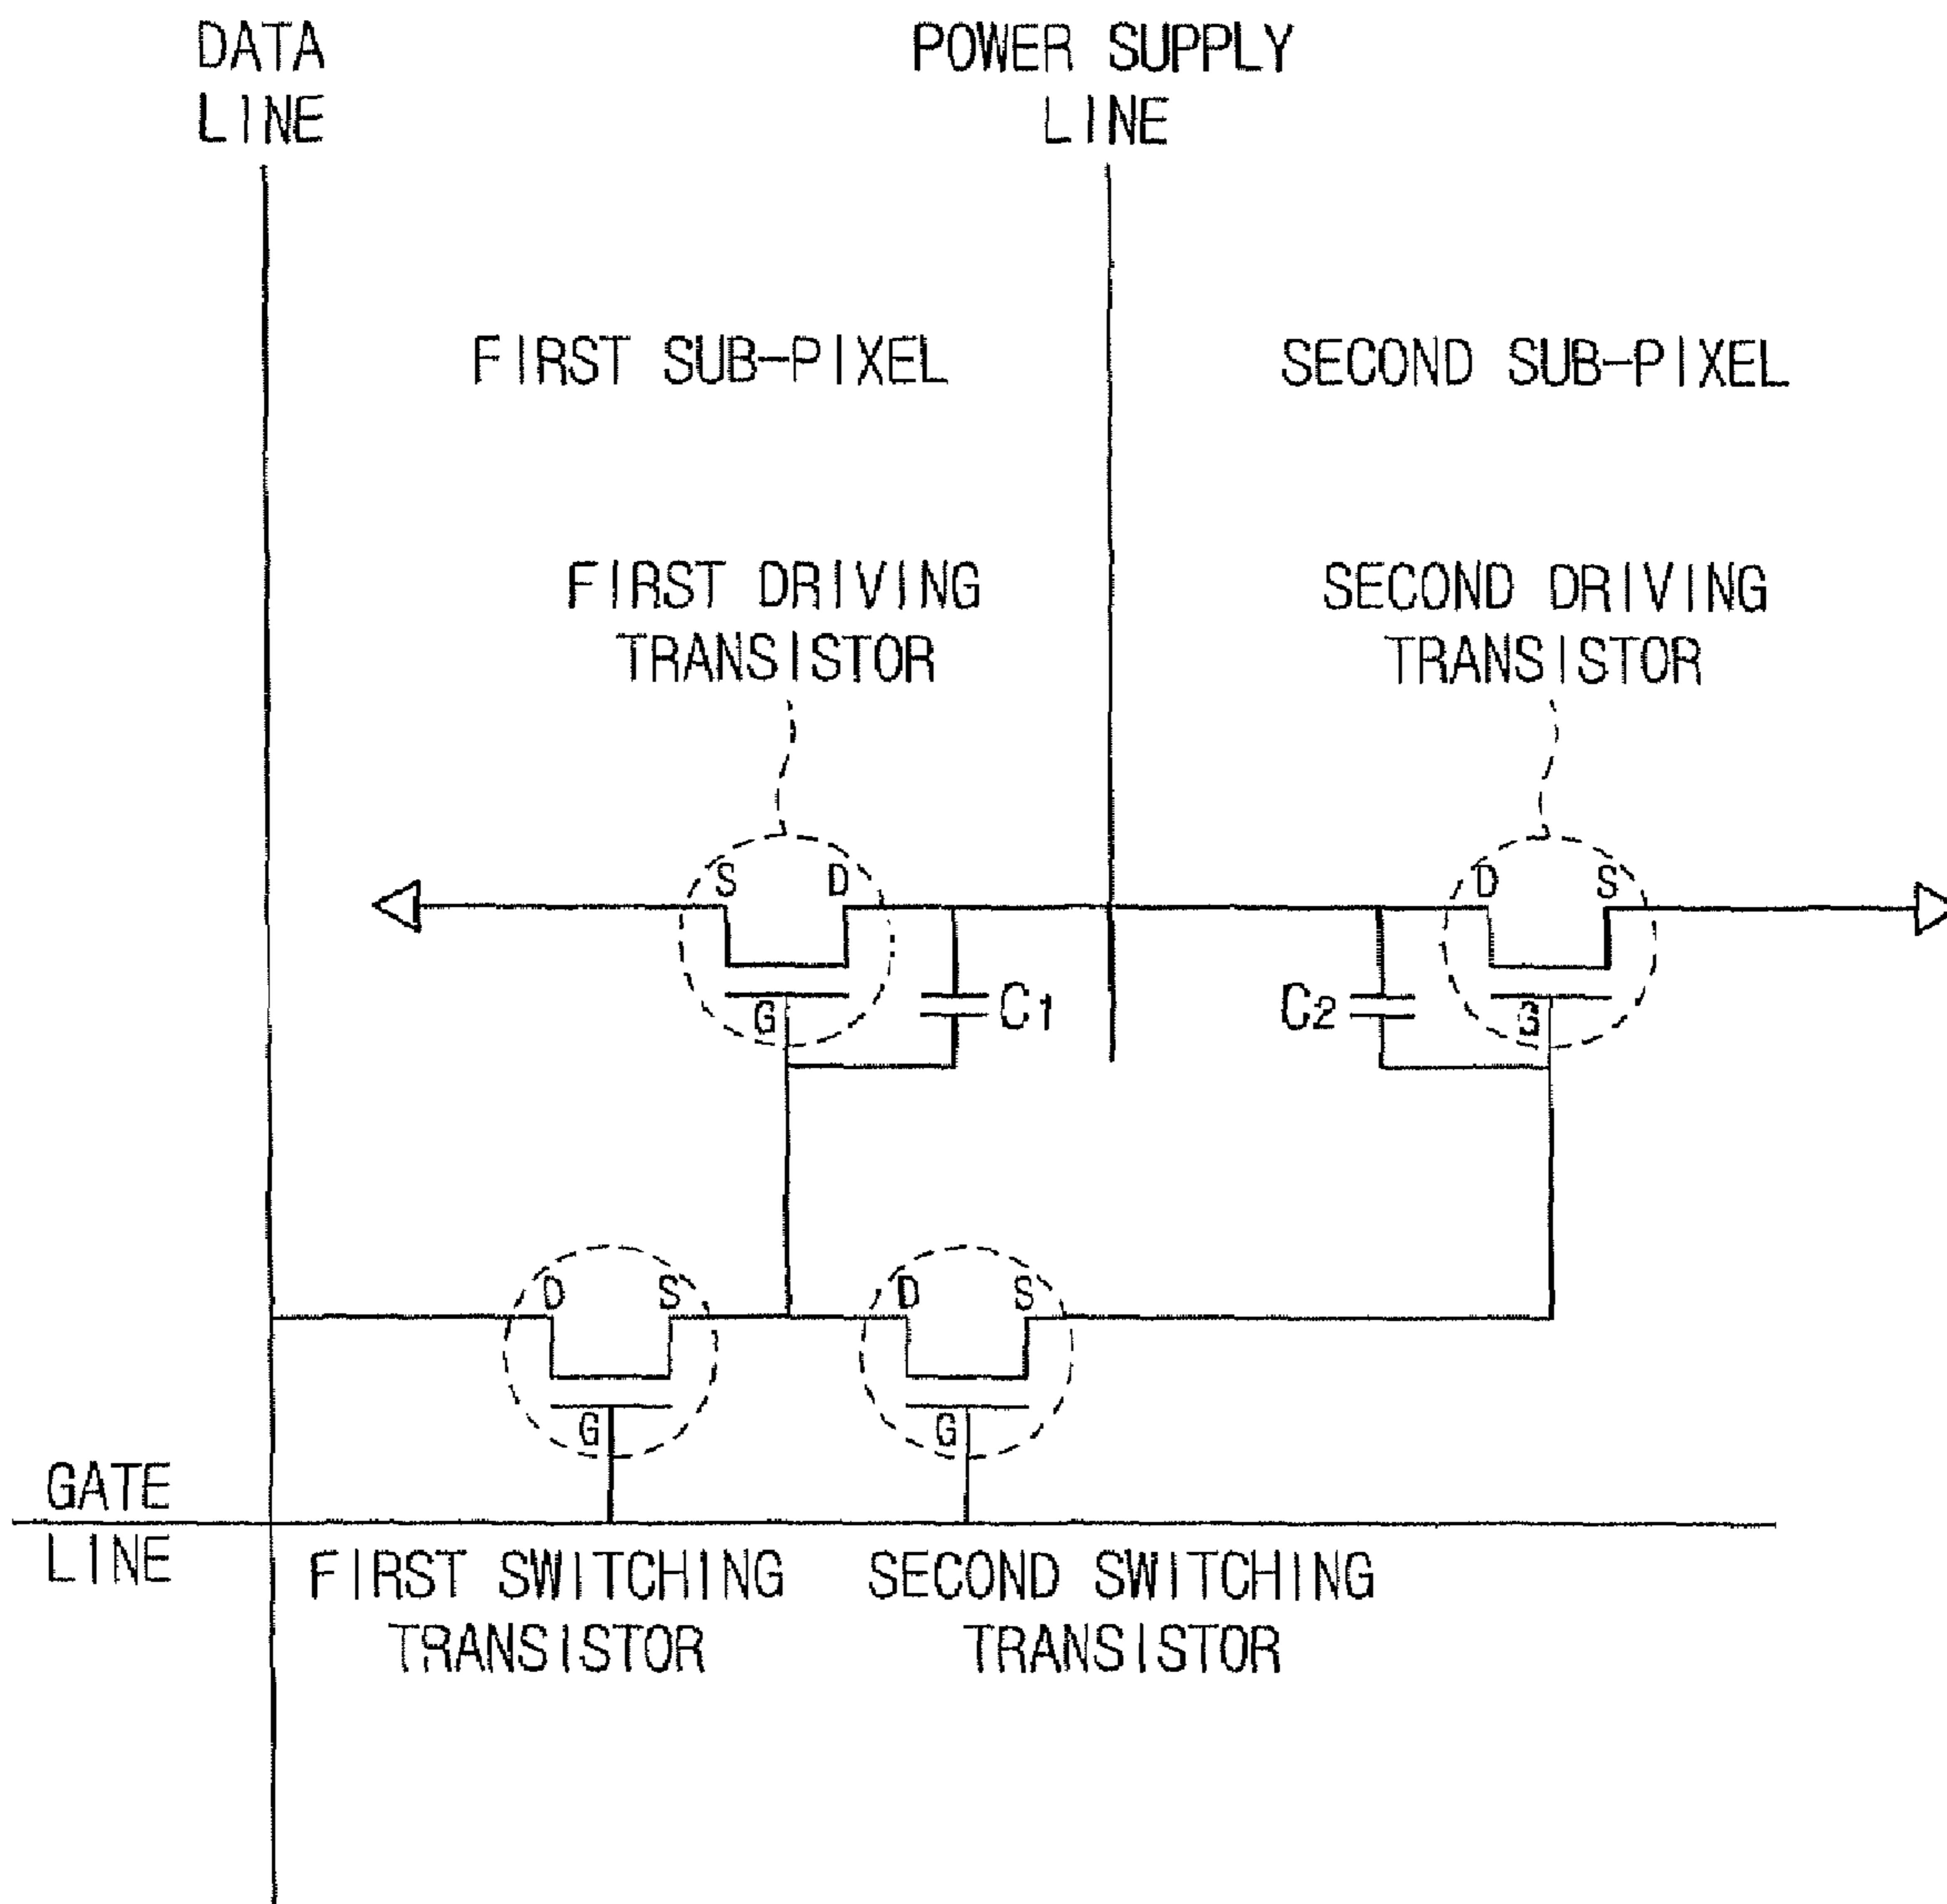 DATA
LINE
POWER SUPPLY
LINE
FIRST SUB-PIXEL
SECOND SUB-PIXEL
FIRST DRIVING
TRANSISTOR
SECOND DRIVING
TRANSISTOR
S D
D S
G
C1
C2
G
D S
D S
G
G
GATE
LINE
FIRST SWITCHING
TRANSISTOR
SECOND SWITCHING
TRANSISTOR